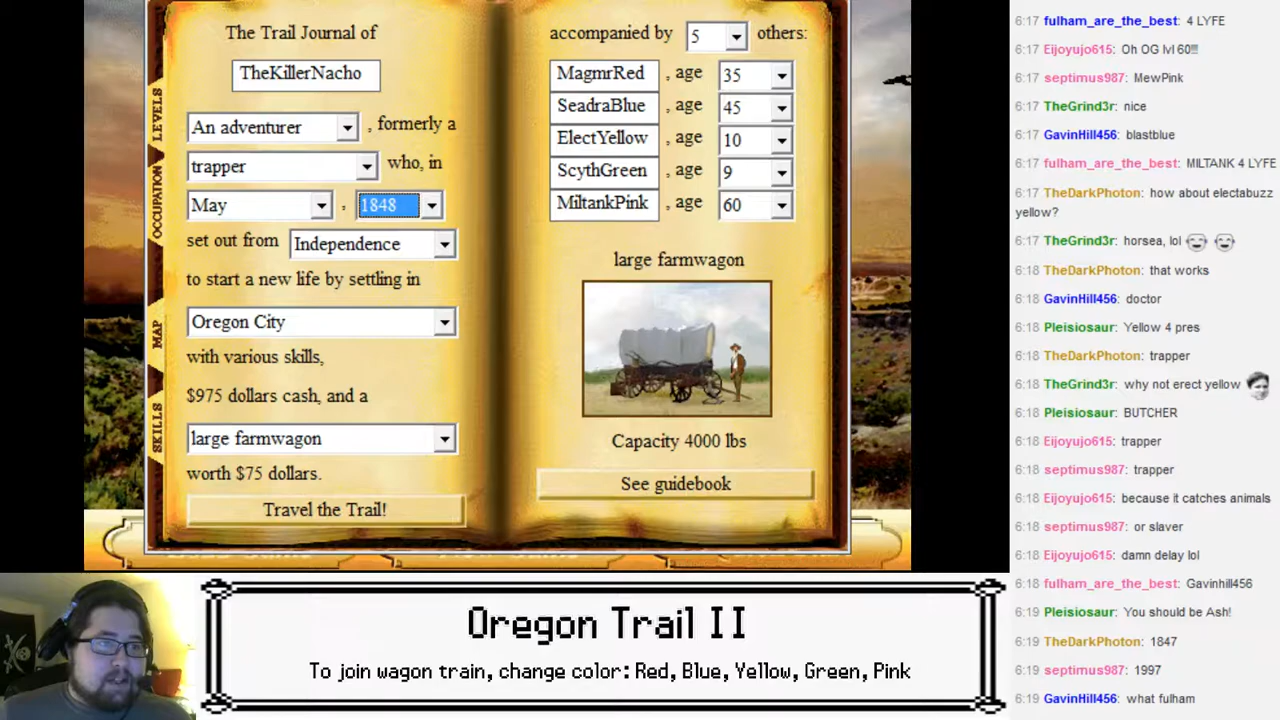 The Trail Journal of
TheKillerNacho
An adventurer , formerly a
trapper who, in
May , 1848
set out from Independence
to start a new life by settling in
Oregon City
with various skills,
$975 dollars cash, and a
large farmwagon
worth $75 dollars.
Travel the Trail!
LEVELS
OCCUPATION
MAP
SKILLS
accompanied by 5 others:
MagmrRed , age 35
SeadraBlue , age 45
ElectYellow , age 10
ScythGreen , age 9
MiltankPink , age 60
large farmwagon
Capacity 4000 lbs
See guidebook
6:17 fulham_are_the_best: 4 LYFE
6:17 Eijoyujo615: Oh OG lvl 60!!!
6:17 septimus987: MewPink
6:17 TheGrind3r: nice
6:17 GavinHill456: blastblue
6:17 fulham_are_the_best: MILTANK 4 LYFE
6:17 TheDarkPhoton: how about electabuzz
yellow?
6:17 TheGrind3r: horsea, lol
6:18 TheDarkPhoton: that works
6:18 GavinHill456: doctor
6:18 Pleisiosaur: Yellow 4 pres
6:18 TheDarkPhoton: trapper
6:18 TheGrind3r: why not erect yellow
6:18 Pleisiosaur: BUTCHER
6:18 Eijoyujo615: trapper
6:18 septimus987: trapper
6:18 Eijoyujo615: because it catches animals
6:18 septimus987: or slaver
6:18 Eijoyujo615: damn delay lol
6:18 fulham_are_the_best: Gavinhill456
6:19 Pleisiosaur: You should be Ash!
6:19 TheDarkPhoton: 1847
6:19 septimus987: 1997
6:19 GavinHill456: what fulham
Oregon Trail II
To join wagon train, change color: Red, Blue, Yellow, Green, Pink